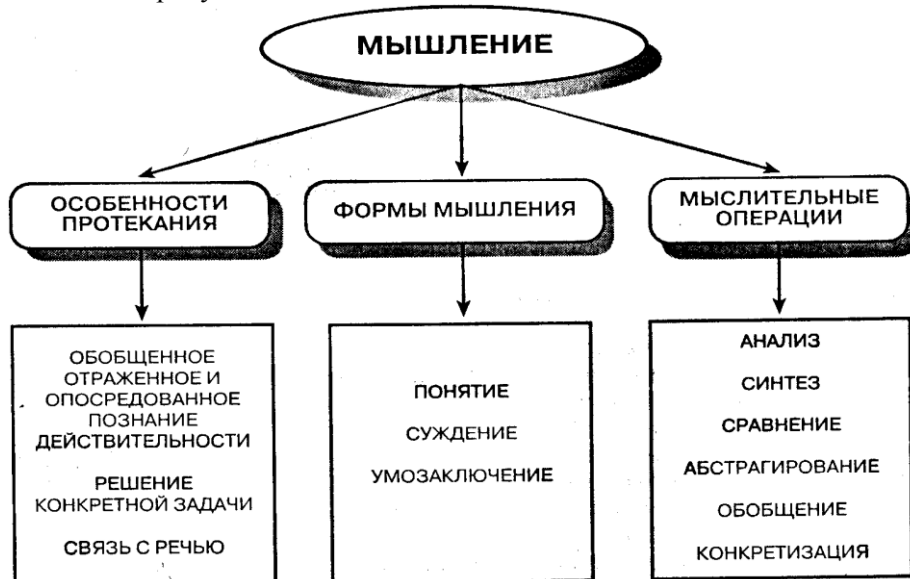 МЫШЛЕНИЕ
ОСОБЕННОСТИ
ПРОТЕКАНИЯ
ФОРМЫ МЫШЛЕНИЯ
МЫСЛИТЕЛЬНЫЕ
ОПЕРАЦИИ
ОБОБЩЕННОЕ
ОТРАЖЕННОЕ И
ОПОСРЕДОВАННОЕ
ПОЗНАНИЕ
ДЕЙСТВИТЕЛЬНОСТИ
РЕШЕНИЕ
КОНКРЕТНОЙ ЗАДАЧИ
СВЯЗЬ С РЕЧЬЮ
ПОНЯТИЕ
СУЖДЕНИЕ
УМОЗАКЛЮЧЕНИЕ
АНАЛИЗ
СИНТЕЗ
СРАВНЕНИЕ
АБСТРАГИРОВАНИЕ
ОБОБЩЕНИЕ
КОНКРЕТИЗАЦИЯ